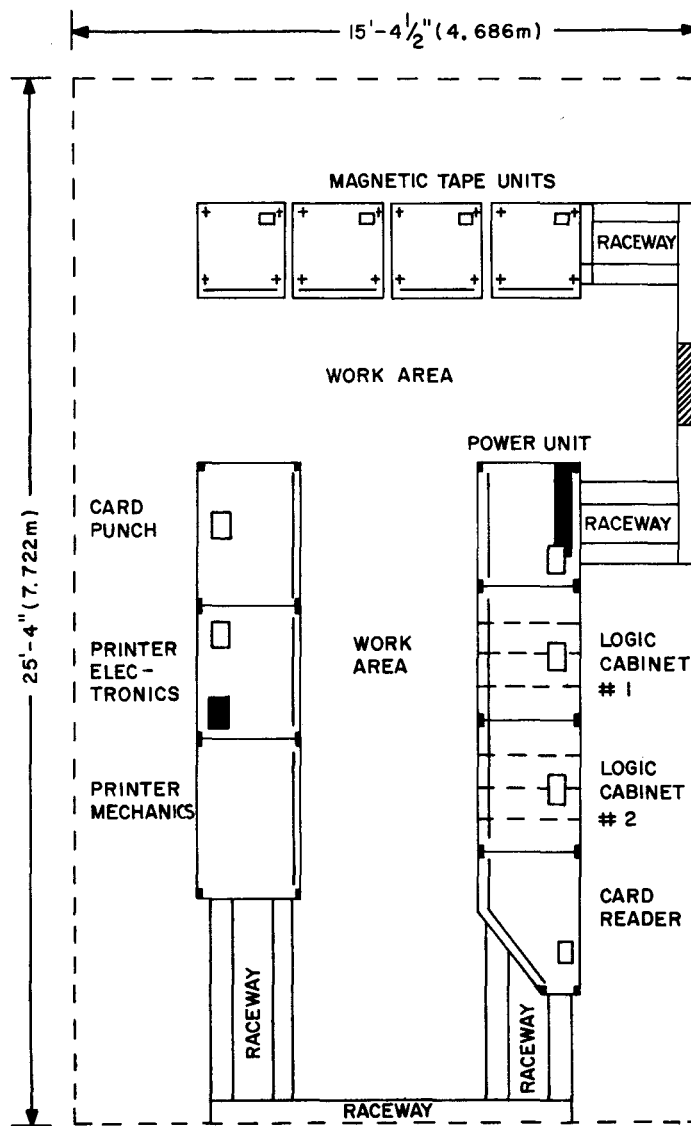 15'-4½" (4.686m)
25'-4" (7.722m)
MAGNETIC TAPE UNITS
RACEWAY
WORK AREA
POWER UNIT
CARD
PUNCH
RACEWAY
PRINTER
ELEC-
TRONICS
WORK
AREA
LOGIC
CABINET
# 1
PRINTER
MECHANICS
LOGIC
CABINET
# 2
CARD
READER
RACEWAY
RACEWAY
RACEWAY